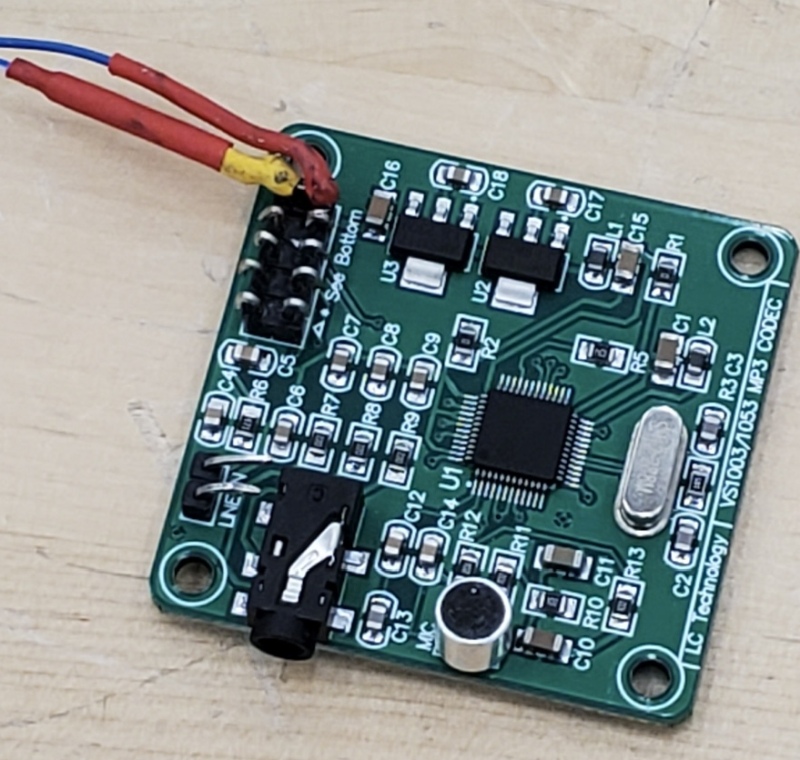 C16
C18
C17
See Bottom
U3
U2
L1
C15
R1
C5
C7
C8
C9
R2
R5
C1
L2
C4
R6
C6
R7
R8
R9
U1
R3
C3
LINE IN
C12
C14
R12
R11
C11
R13
C2
C13
MIC
R10
C10
LC Technology | VS1003/1053 MP3 CODEC